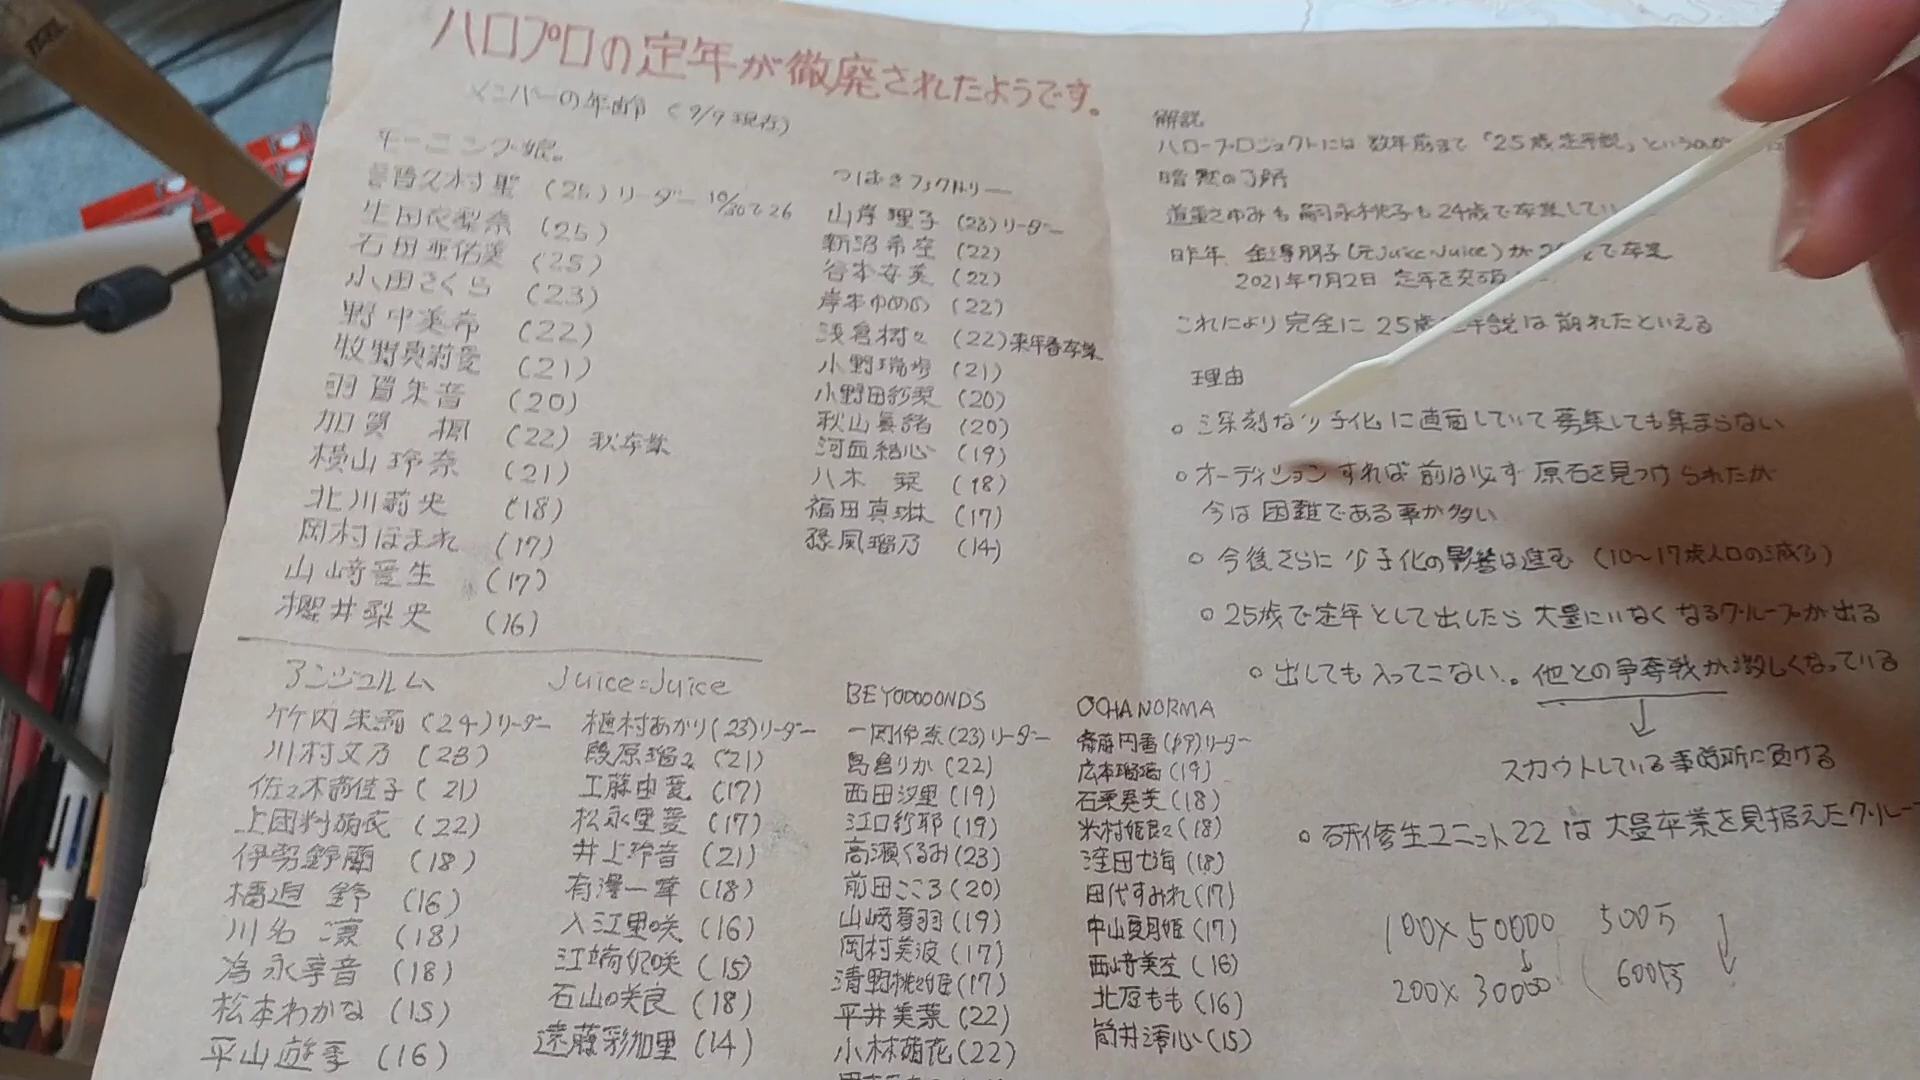 ハロプロの定年が撤廃されたようです。
メンバーの年齢（9/9現在）
モーニング娘。
譜久村聖（25）リーダー 10/30で26
生田衣梨奈（25）
石田亜佑美（25）
小田さくら（23）
野中美希（22）
牧野真莉愛（21）
羽賀朱音（20）
加賀 楓（22）秋卒業
横山玲奈（21）
北川莉央（18）
岡村ほまれ（17）
山﨑愛生（17）
櫻井梨央（16）
つばきファクトリー
山岸理子（23）リーダー
新沼希空（22）
谷本安美（22）
岸本ゆめの（22）
浅倉樹々（22）来年春卒業
小野瑞歩（21）
小野田紗栞（20）
秋山眞緒（20）
河西結心（19）
八木 栞（18）
福田真琳（17）
豫風瑠乃（14）
アンジュルム
竹内朱莉（24）リーダー
川村文乃（23）
佐々木莉佳子（21）
上國料萌衣（22）
伊勢鈴蘭（18）
橋迫 鈴（16）
川名 凜（18）
為永幸音（18）
松本わかな（15）
平山遊季（16）
Juice=Juice
植村あかり（23）リーダー
段原瑠々（21）
工藤由愛（17）
松永里愛（17）
井上玲音（21）
有澤一華（18）
入江里咲（16）
江端妃咲（15）
石山咲良（18）
遠藤彩加里（14）
BEYOOOOONDS
一岡伶奈（23）リーダー
島倉りか（22）
西田汐里（19）
江口紗耶（19）
高瀬くるみ（23）
前田こころ（20）
山﨑夢羽（19）
岡村美波（17）
清野桃々姫（17）
平井美葉（22）
小林萌花（22）
OCHA NORMA
斉藤円香（19）リーダー
広本瑠璃（19）
石栗奏美（18）
米村姫良々（18）
窪田七海（18）
田代すみれ（17）
中山夏月姫（17）
西﨑美空（16）
北原もも（16）
筒井澪心（15）
解説
ハロープロジェクトには 数年前まで「25歳定年説」というのが
暗黙の了解
道重さゆみも 嗣永桃子も 24歳で卒業してい
昨年、金澤朋子（元Juice=Juice）が で卒業
2021年7月2日 定年を
これにより 完全に 25歳定年説は 崩れたといえる
理由
○ 深刻な少子化に直面していて 募集しても集まらない
○ オーディションすれば 前は必ず 原石を見つけられたが
今は 困難である事が多い
○ 今後さらに 少子化の影響は進む（10〜17歳人口の減少）
○ 25歳で定年として出したら 大量にいなくなるグループが出る
○ 出しても入ってこない。他との争奪戦が激しくなっている
↓
スカウトしている事務所に負ける
○ 研修生ユニット22 は 大量卒業を見据えたグルー
100×50000 500万
200×30000 600万